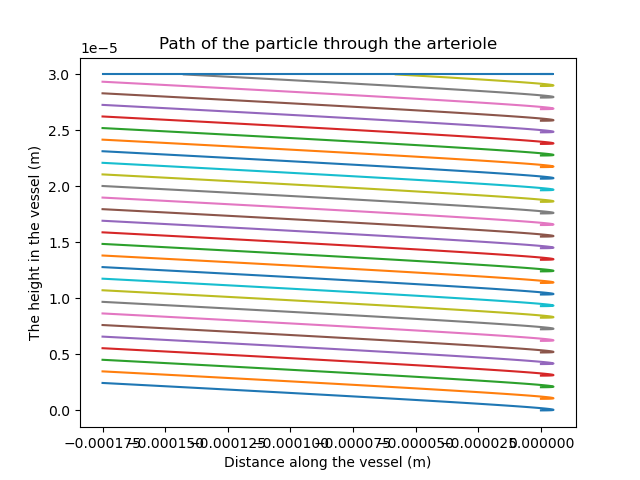 Path of the particle through the arteriole
1e−5
3.0
2.5
2.0
1.5
1.0
0.5
0.0
The height in the vessel (m)
−0.000175 −0.000150 −0.000125 −0.000100 −0.000075 −0.000050 −0.000025 0.000000
Distance along the vessel (m)